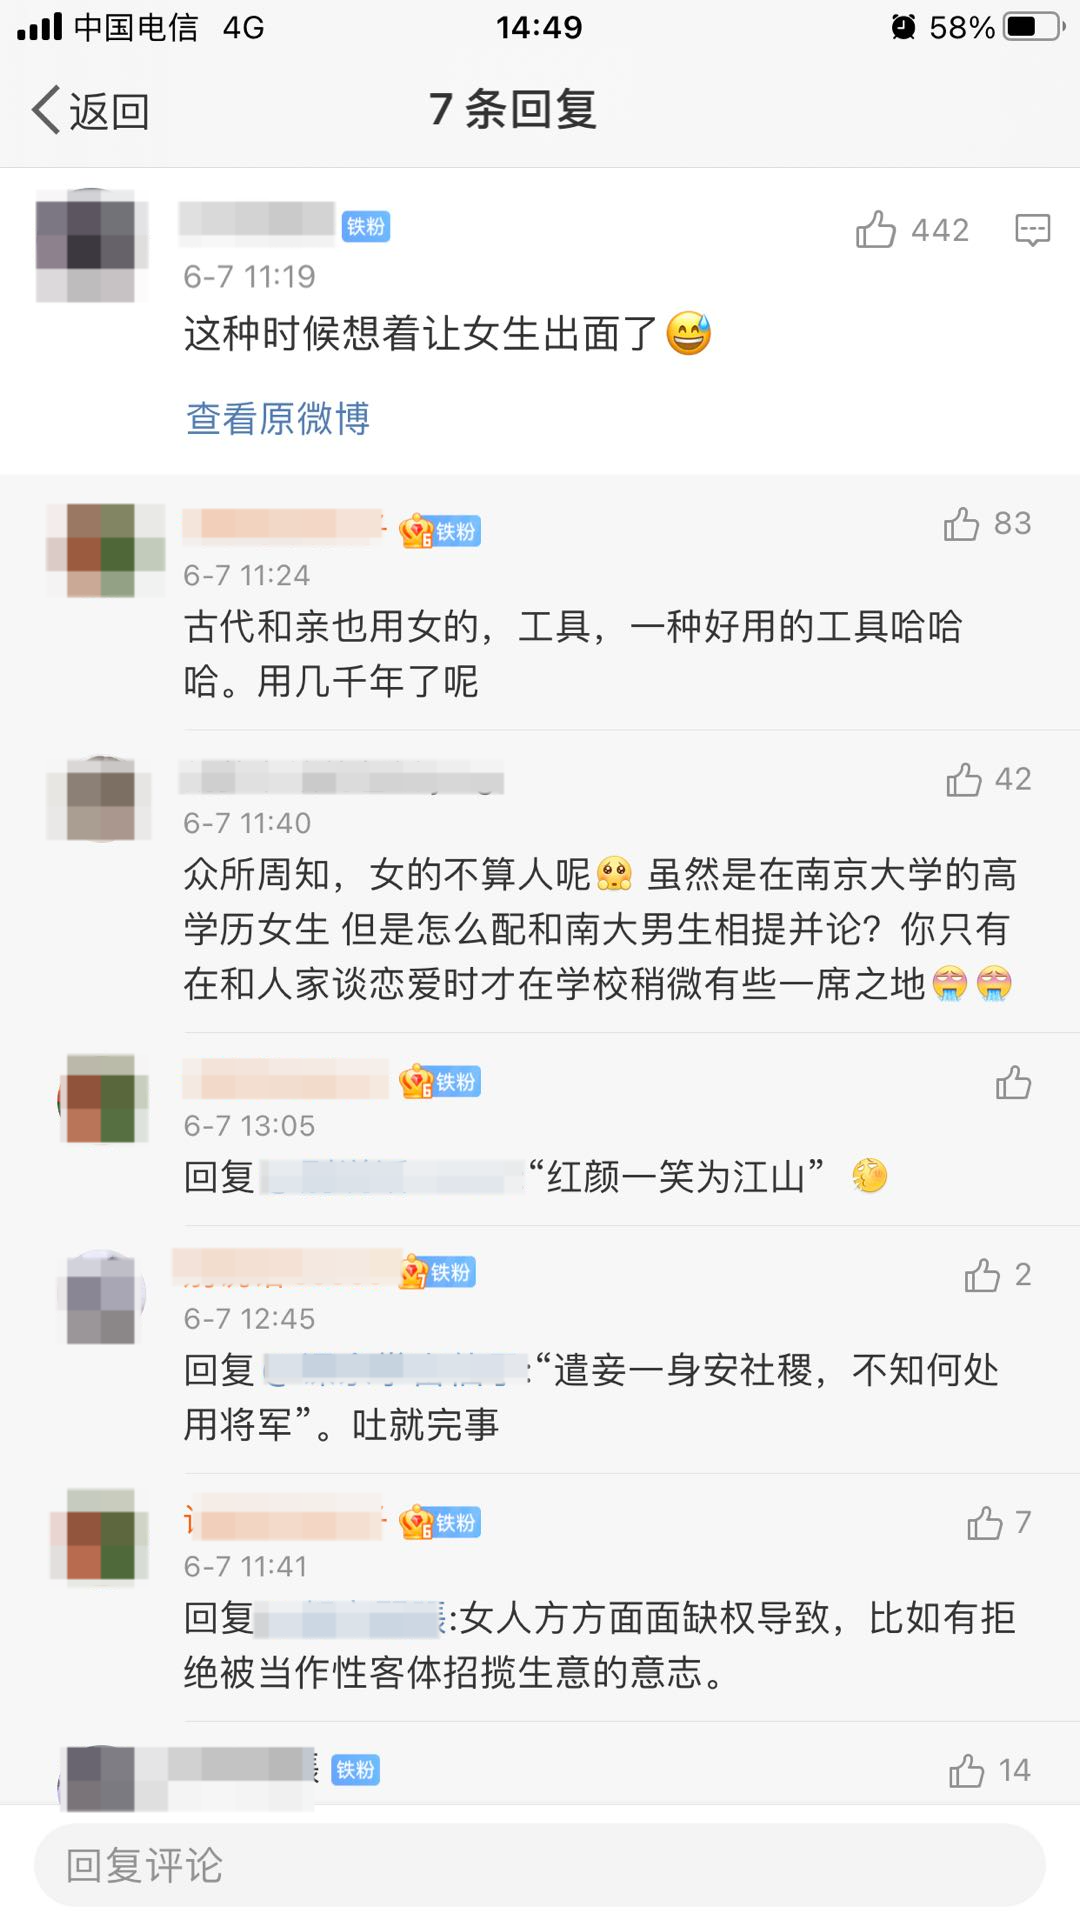 中国电信 4G 14:49 58%
返回 7 条回复
铁粉 442
6-7 11:19
这种时候想着让女生出面了😅
查看原微博
铁粉 83
6-7 11:24
古代和亲也用女的，工具，一种好用的工具哈哈
哈。用几千年了呢
42
6-7 11:40
众所周知，女的不算人呢🥺 虽然是在南京大学的高
学历女生 但是怎么配和南大男生相提并论？你只有
在和人家谈恋爱时才在学校稍微有些一席之地
6 铁粉
6-7 13:05
回复 “红颜一笑为江山”
7 铁粉 2
6-7 12:45
回复 :“遣妾一身安社稷，不知何处
用将军”。吐就完事
6 铁粉 7
6-7 11:41
回复 :女人方方面面缺权导致，比如有拒
绝被当作性客体招揽生意的意志。
铁粉 14
回复评论